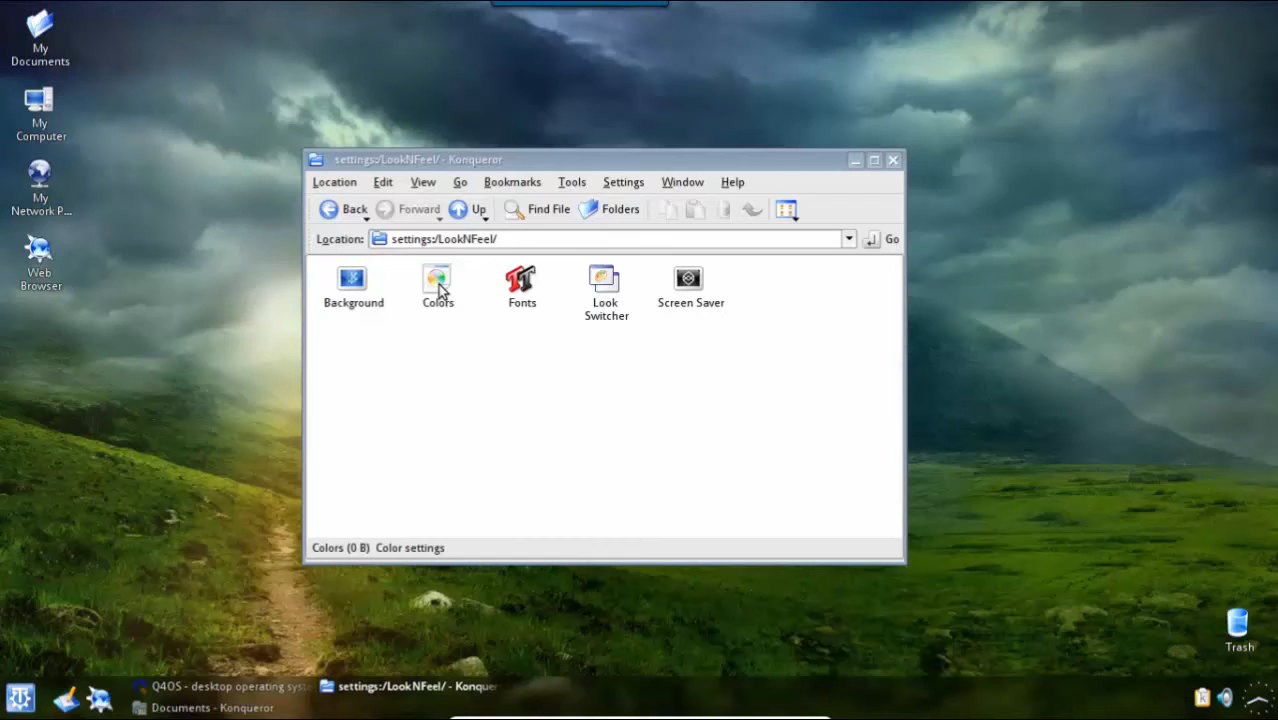 My
Documents
My
Computer
My
Network P...
Web
Browser
settings:/LookNFeel/ - Konqueror
Location Edit View Go Bookmarks Tools Settings Window Help
Back Forward Up Find File Folders
Location: settings:/LookNFeel/ Go
Background Colors Fonts Look Switcher Screen Saver
Colors (0 B) Color settings
Trash
Q4OS - desktop operating syst
settings:/LookNFeel/ - Konquer
Documents - Konqueror